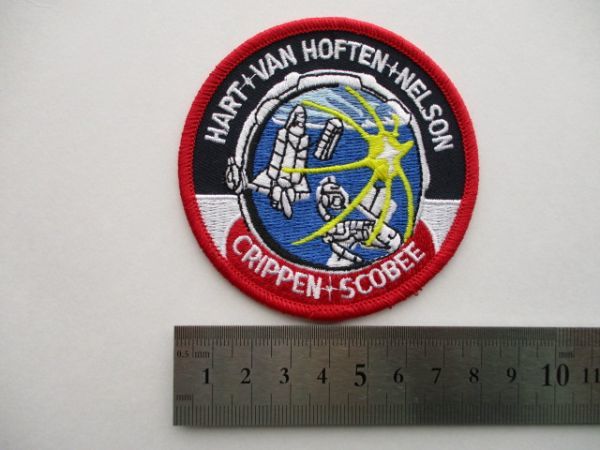 HART VAN HOFTEN NELSON
CRIPPEN SCOBEE
0.5 mm
mm 1 2 3 4 5 6 7 8 9 10 11